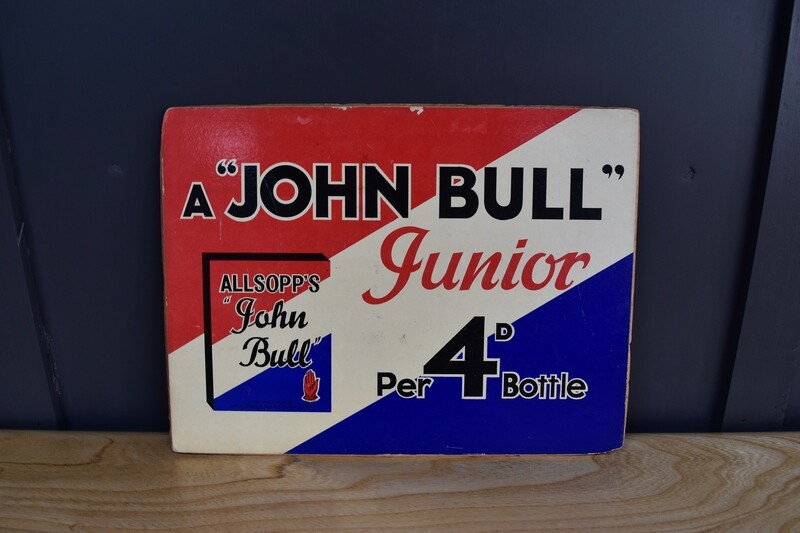 A "JOHN BULL"
Junior
ALLSOPP'S
"John
Bull"
Per 4D Bottle